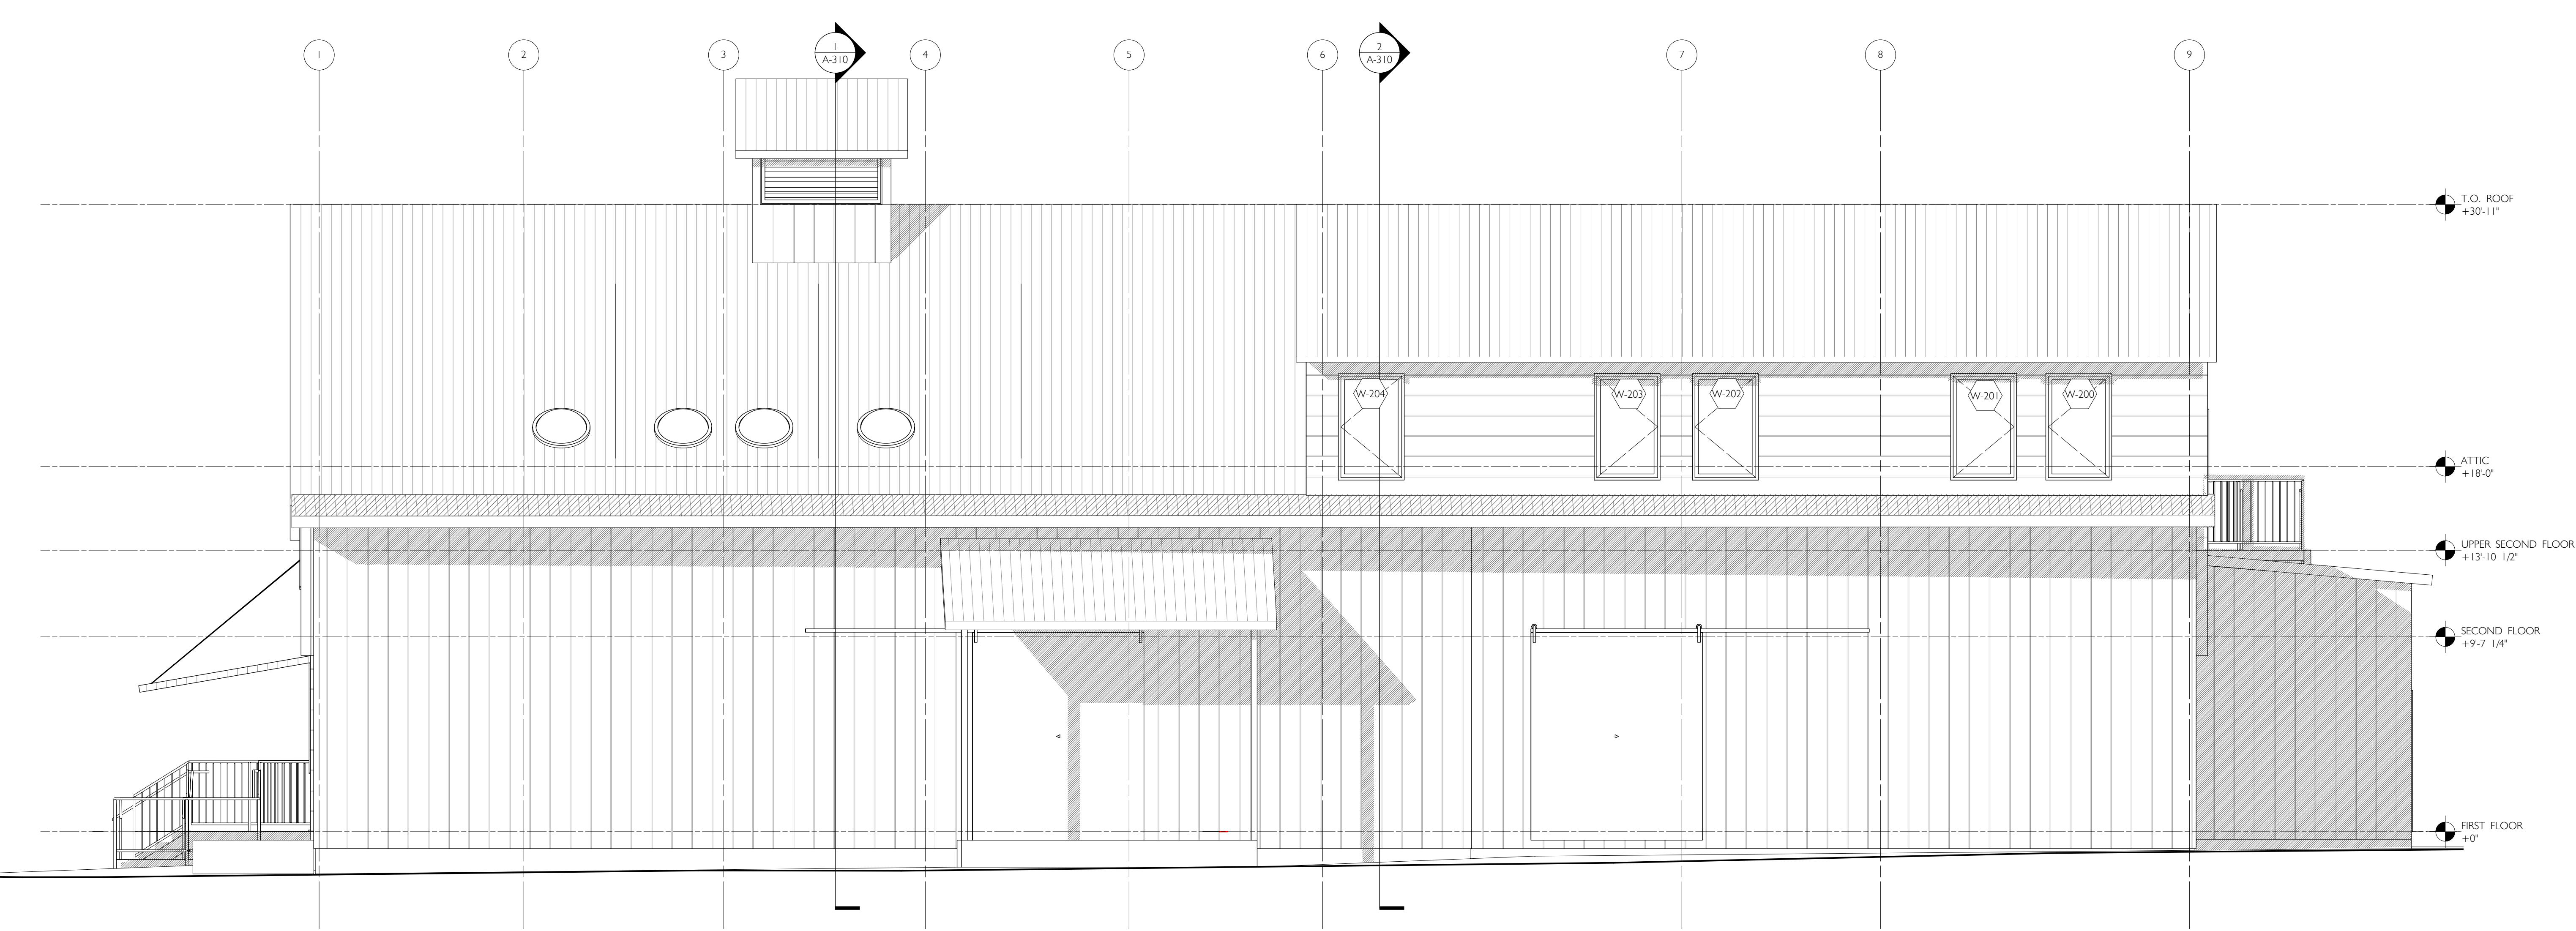 1
2
3
1
A-310
4
5
6
2
A-310
7
8
9
T.O. ROOF
+30'-11"
W-204
W-203
W-202
W-201
W-200
ATTIC
+18'-0"
UPPER SECOND FLOOR
+13'-10 1/2"
SECOND FLOOR
+9'-7 1/4"
FIRST FLOOR
+0"